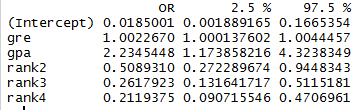 OR 2.5 % 97.5 %
(Intercept) 0.0185001 0.001889165 0.1665354
gre 1.0022670 1.000137602 1.0044457
gpa 2.2345448 1.173858216 4.3238349
rank2 0.5089310 0.272289674 0.9448343
rank3 0.2617923 0.131641717 0.5115181
rank4 0.2119375 0.090715546 0.4706961